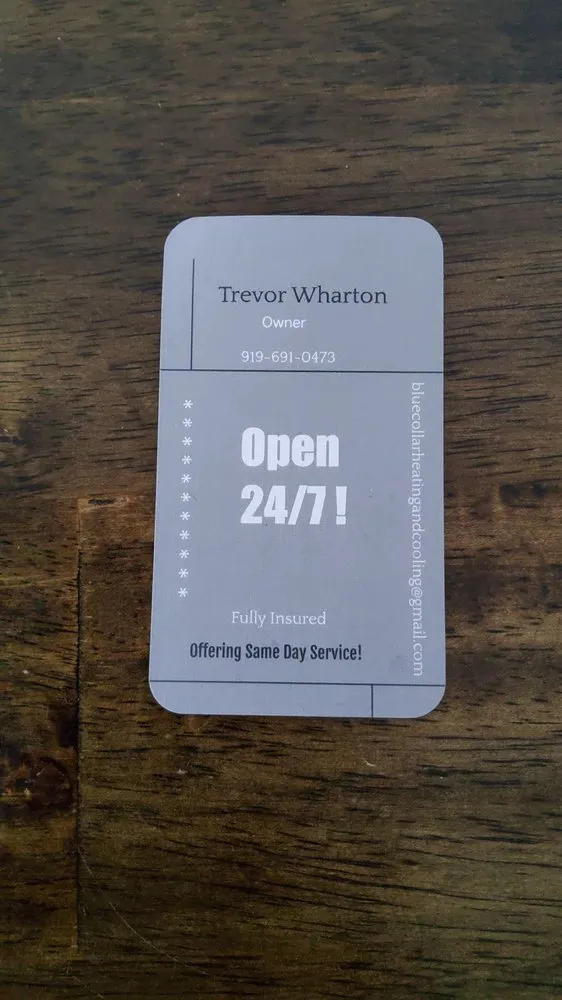 Trevor Wharton
Owner
919-691-0473
bluecollarheatingandcooling@gmail.com
* * * * * * * * * * *
Open
24/7!
Fully Insured
Offering Same Day Service!